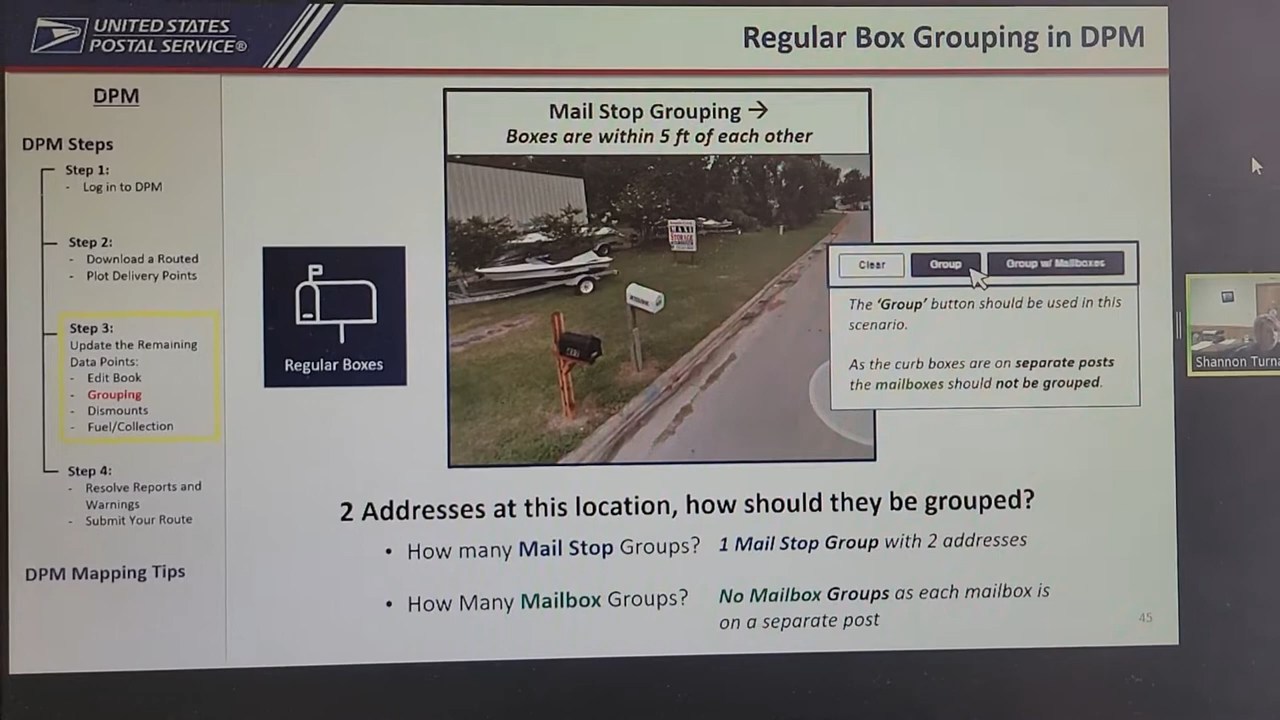 UNITED STATES
POSTAL SERVICE®
Regular Box Grouping in DPM
DPM
DPM Steps
Step 1:
- Log in to DPM
Step 2:
- Download a Routed
- Plot Delivery Points
Step 3:
Update the Remaining
Data Points:
- Edit Book
- Grouping
- Dismounts
- Fuel/Collection
Step 4:
- Resolve Reports and
Warnings
- Submit Your Route
DPM Mapping Tips
Regular Boxes
Mail Stop Grouping →
Boxes are within 5 ft of each other
MAXI
STORAGE
Clear
Group
Group w/ Mailboxes
The 'Group' button should be used in this
scenario.
As the curb boxes are on separate posts
the mailboxes should not be grouped.
2 Addresses at this location, how should they be grouped?
• How many Mail Stop Groups? 1 Mail Stop Group with 2 addresses
• How Many Mailbox Groups? No Mailbox Groups as each mailbox is
on a separate post
45
Shannon Turna